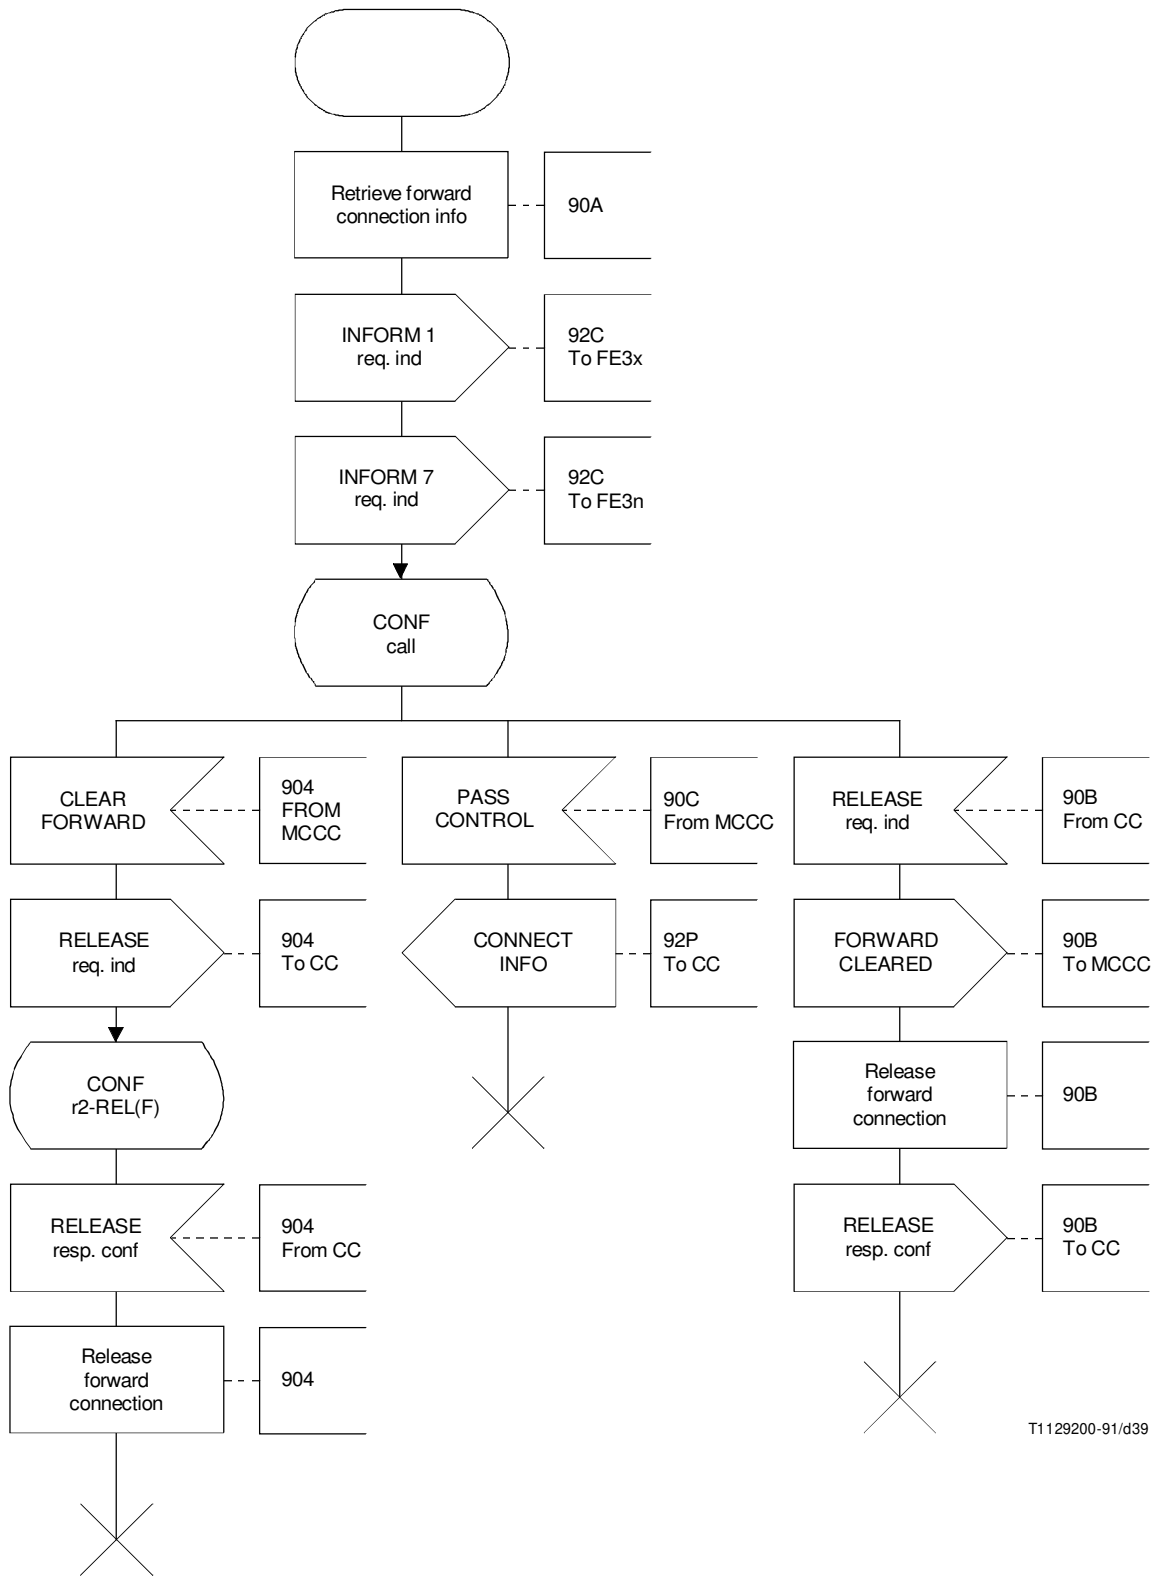 Retrieve forward
connection info
90A
INFORM 1
req. ind
92C
To FE3x
INFORM 7
req. ind
92C
To FE3n
CONF
call
CLEAR
FORWARD
904
FROM
MCCC
PASS
CONTROL
90C
From MCCC
RELEASE
req. ind
90B
From CC
RELEASE
req. ind
904
To CC
CONNECT
INFO
92P
To CC
FORWARD
CLEARED
90B
To MCCC
CONF
r2-REL(F)
Release
forward
connection
90B
RELEASE
resp. conf
904
From CC
RELEASE
resp. conf
90B
To CC
Release
forward
connection
904
T1129200-91/d39